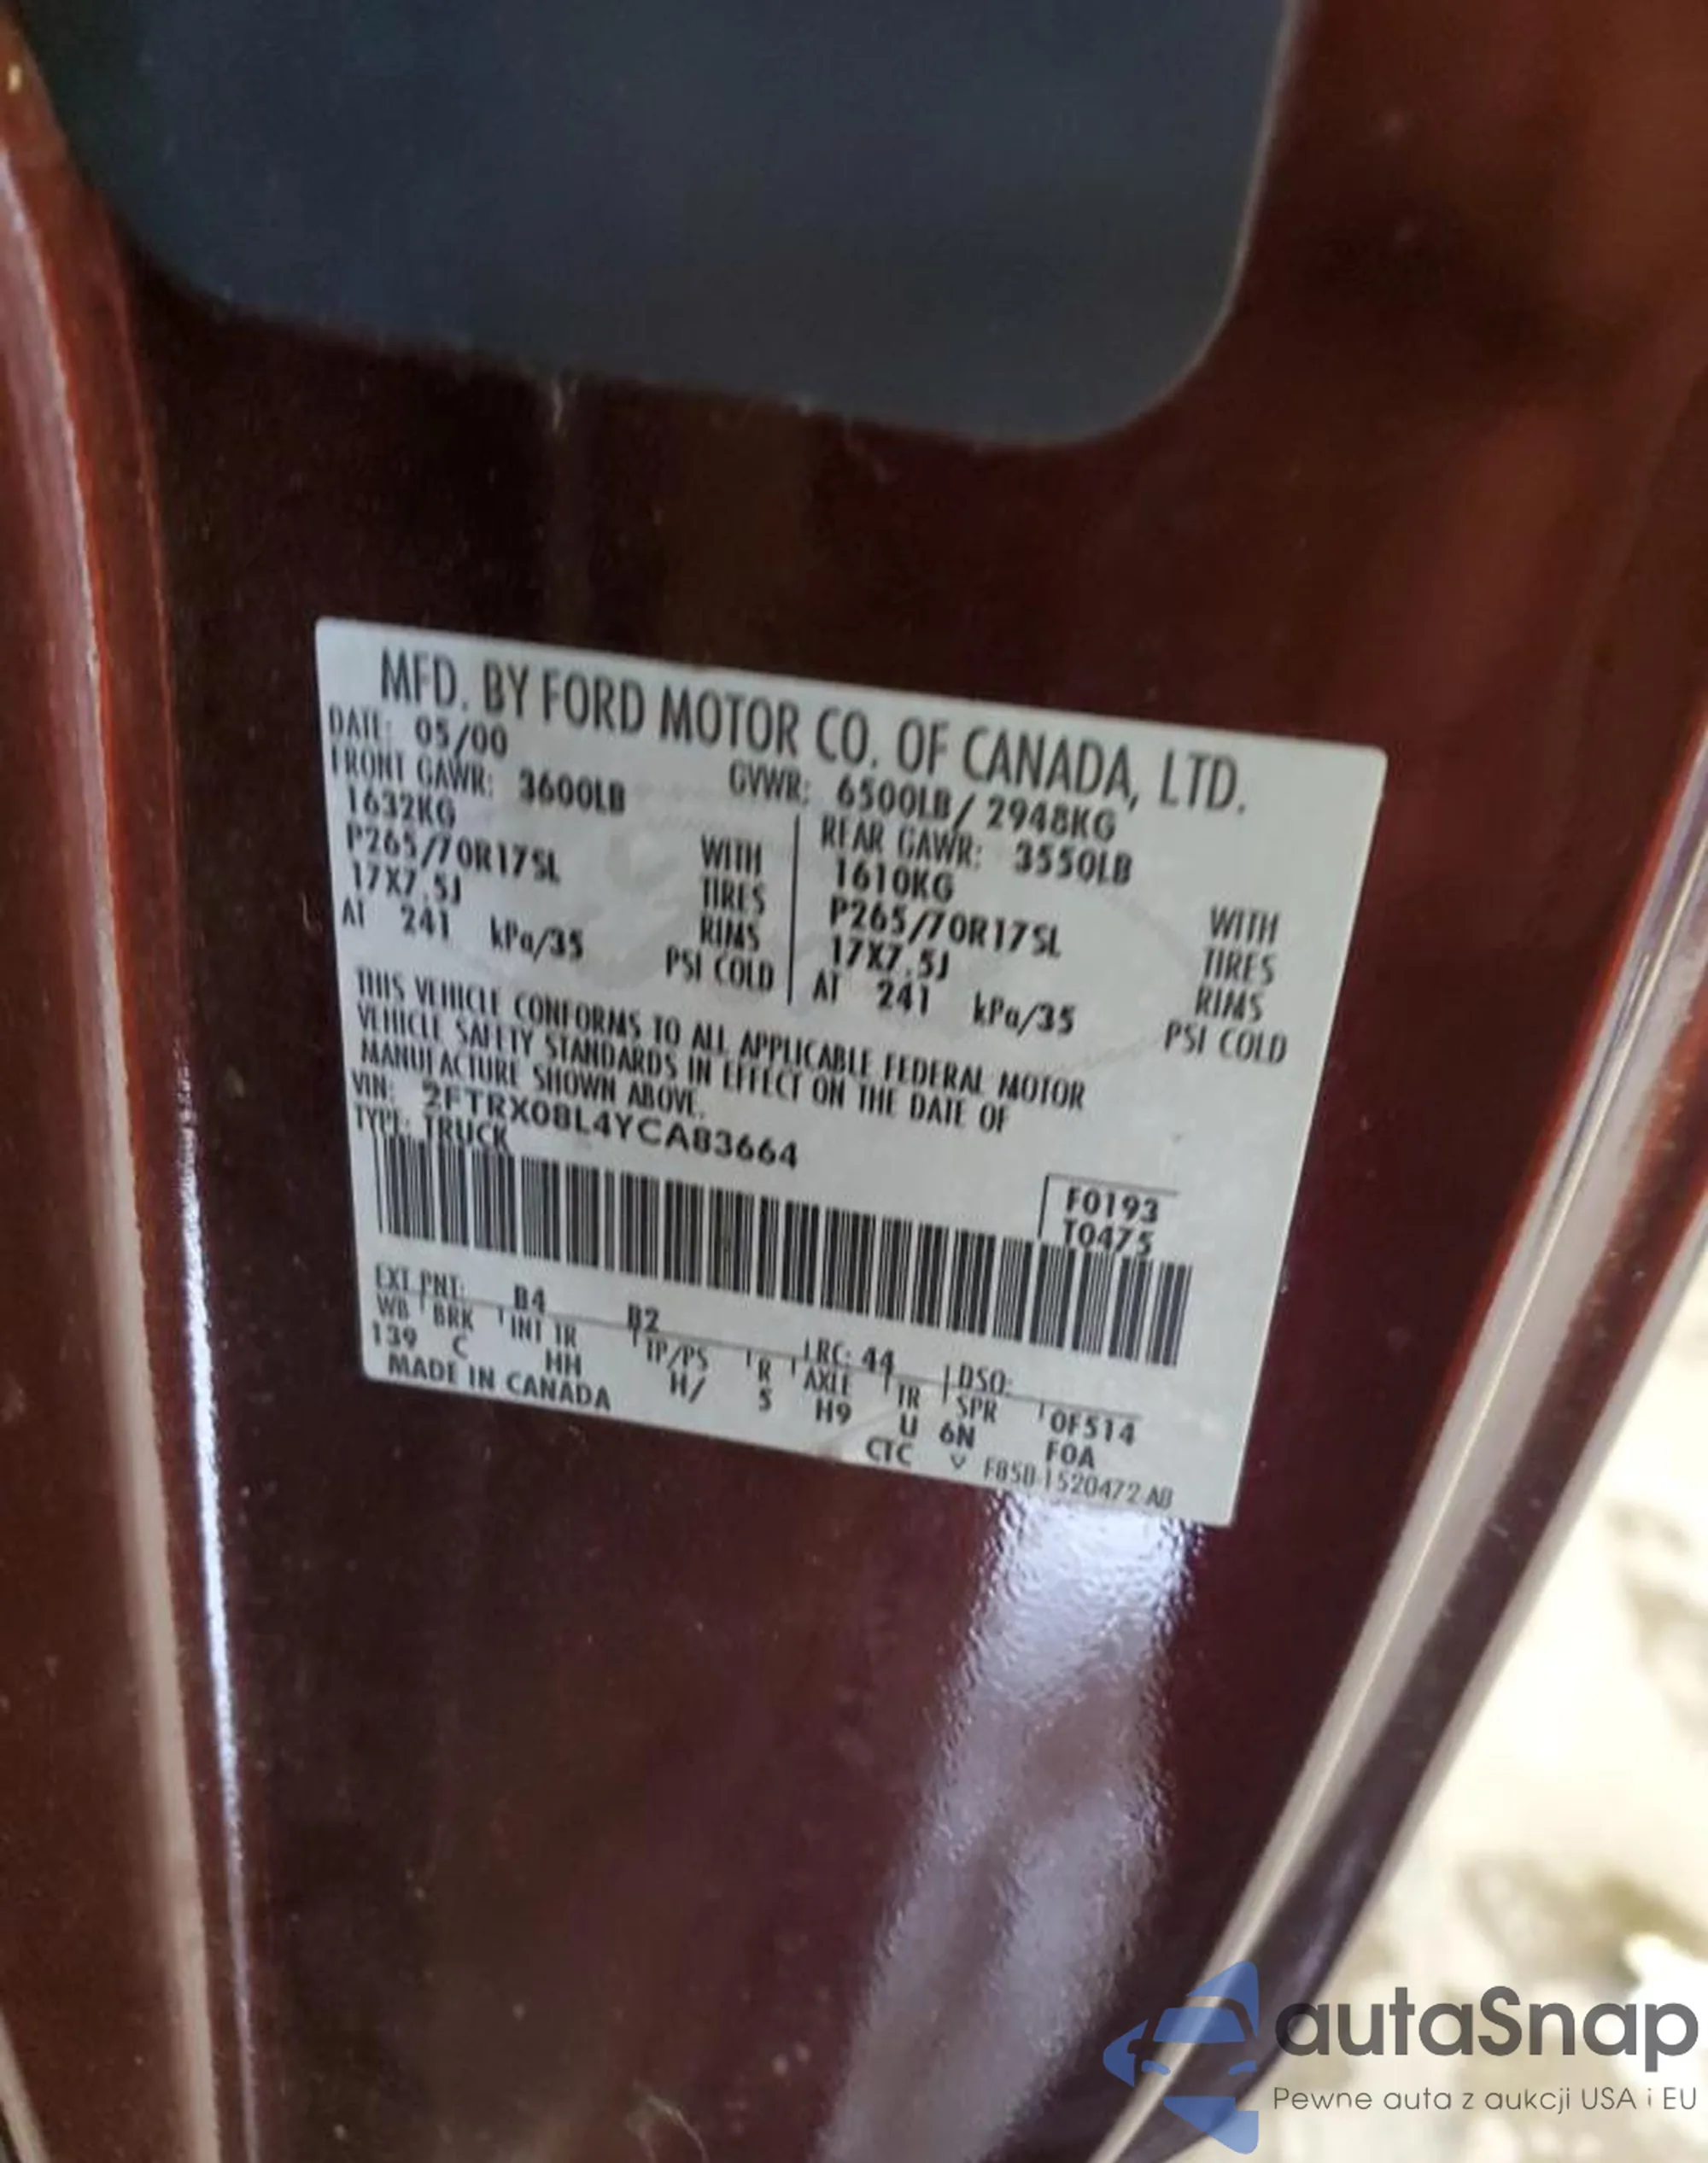 MFD. BY FORD MOTOR CO. OF CANADA, LTD.
DATE: 05/00 GVWR: 6500LB/ 2948KG
FRONT GAWR: 3600LB REAR GAWR: 3550LB
1632KG WITH 1610KG WITH
P265/70R17SL TIRES P265/70R17SL TIRES
17X7.5J RIMS 17X7.5J RIMS
AT 241 kPa/35 PSI COLD AT 241 kPa/35 PSI COLD
THIS VEHICLE CONFORMS TO ALL APPLICABLE FEDERAL MOTOR
VEHICLE SAFETY STANDARDS IN EFFECT ON THE DATE OF
MANUFACTURE SHOWN ABOVE.
VIN: 2FTRX08L4YCA83664
TYPE: TRUCK
F0193
T0475
EXT PNT: B4 B2 RC: 44 DSO:
WB BRK INT TR TP/PS R AXLE TR SPR 0F514
139 C HH H/ 5 H9 U 6N F0A
MADE IN CANADA CTC V F85B-1520472-AB
autaSnap
Pewne auta z aukcji USA i EU